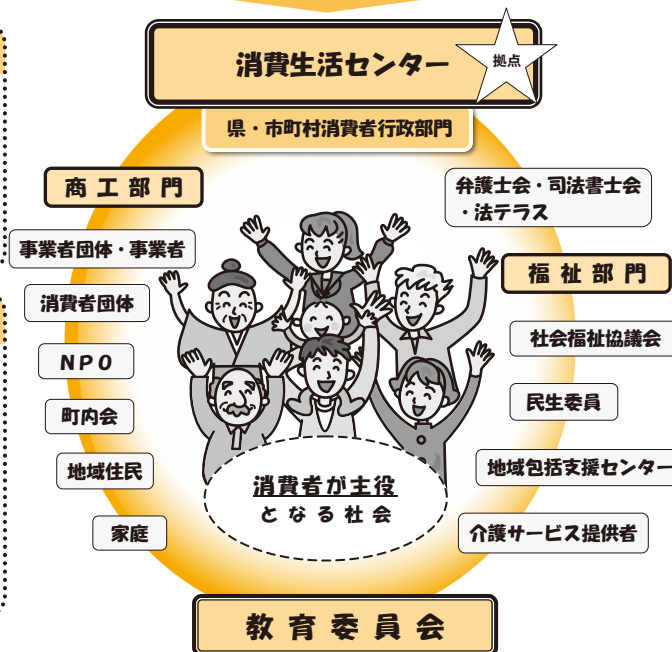 消費生活センター
拠点
県・市町村消費者行政部門
商工部門
事業者団体・事業者
消費者団体
NPO
町内会
地域住民
家庭
弁護士会・司法書士会
・法テラス
福祉部門
社会福祉協議会
民生委員
地域包括支援センター
介護サービス提供者
消費者が主役
となる社会
教育委員会